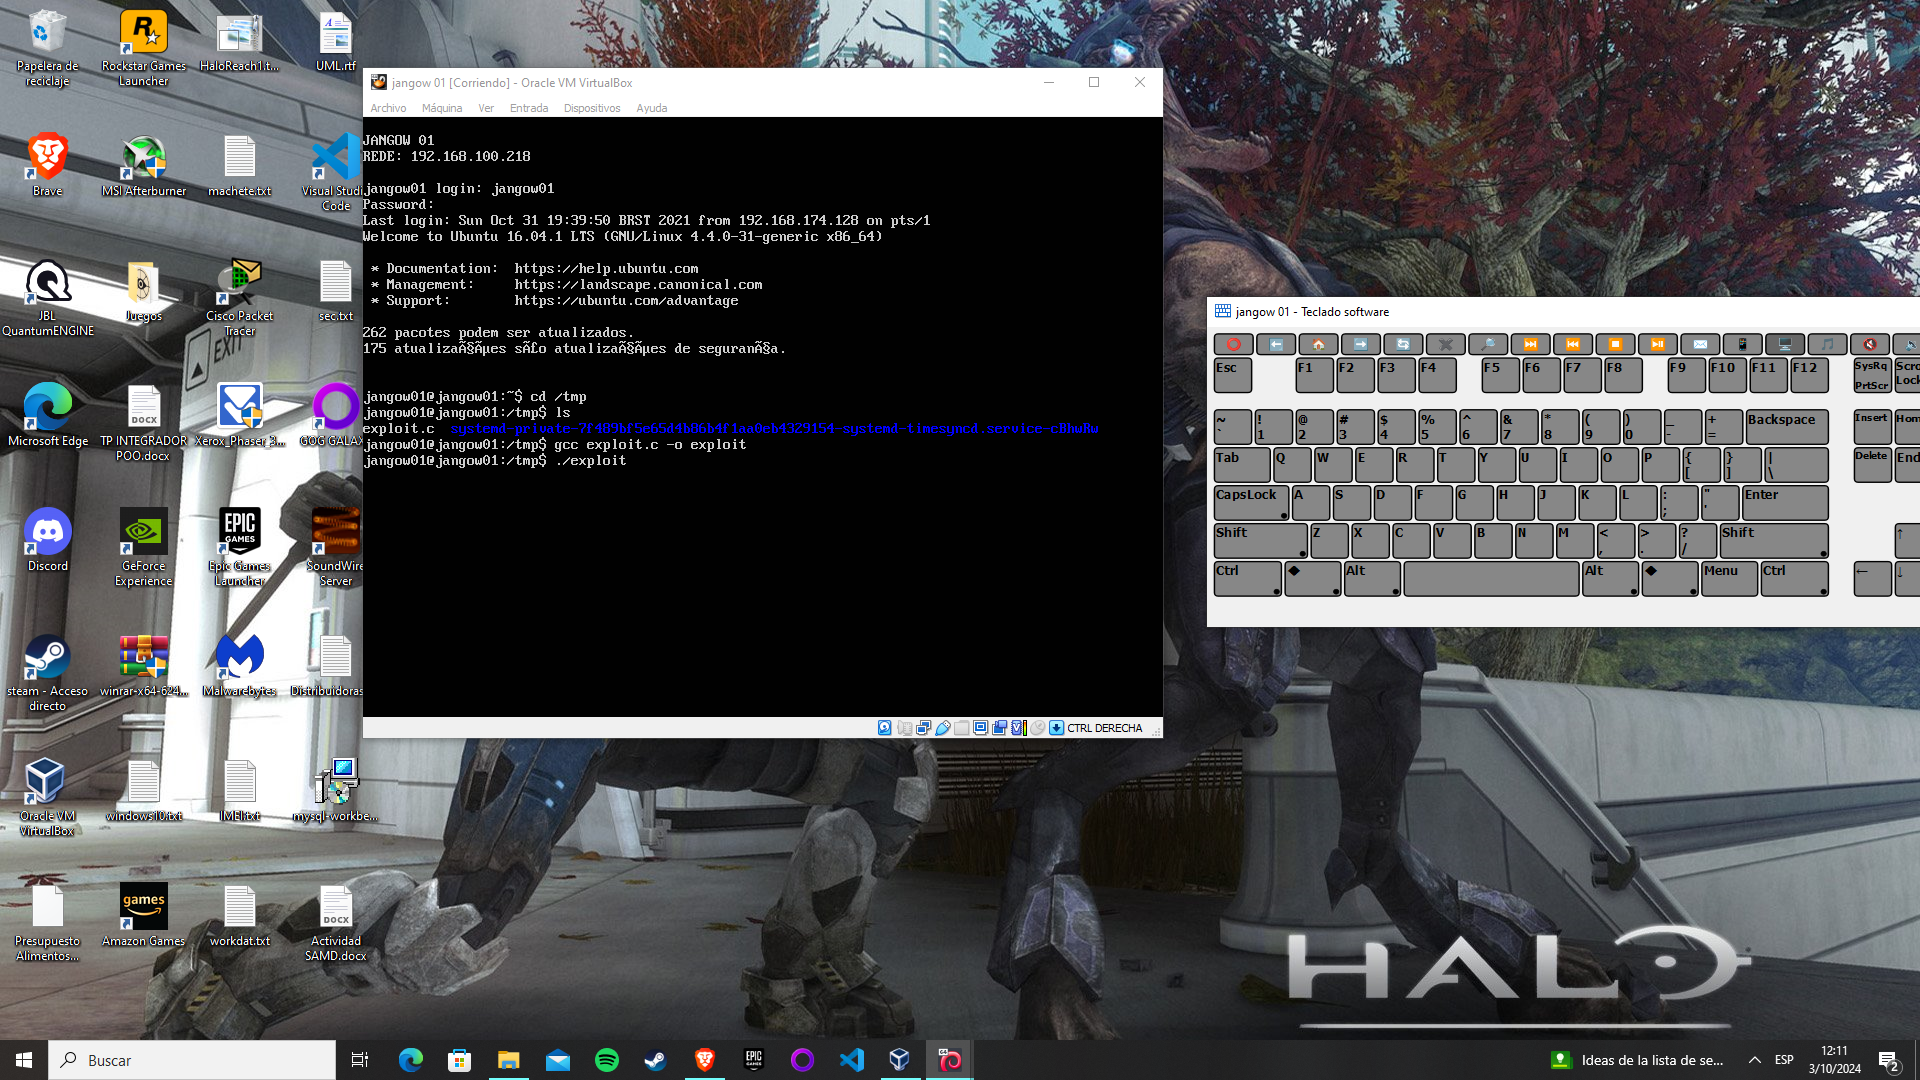 Papelera de reciclaje
Rockstar Games Launcher
HaloReach1.t...
UML.rtf
Brave
MSI Afterburner
machete.txt
Visual Studi Code
JBL QuantumENGINE
Juegos
Cisco Packet Tracer
sec.txt
Microsoft Edge
TP INTEGRADOR POO.docx
Xerox_Phaser_3...
GOG GALAX
Discord
GeForce Experience
Epic Games Launcher
SoundWire Server
steam - Acceso directo
winrar-x64-624...
Malwarebytes
Distribuidoras
Oracle VM VirtualBox
windows10.txt
IMEI.txt
mysql-workbe...
Presupuesto Alimentos...
Amazon Games
workdat.txt
Actividad SAMD.docx
jangow 01 [Corriendo] - Oracle VM VirtualBox
Archivo Máquina Ver Entrada Dispositivos Ayuda
JANGOW 01
REDE: 192.168.100.218
jangow01 login: jangow01
Password:
Last login: Sun Oct 31 19:39:50 BRST 2021 from 192.168.174.128 on pts/1
Welcome to Ubuntu 16.04.1 LTS (GNU/Linux 4.4.0-31-generic x86_64)
* Documentation: https://help.ubuntu.com
* Management: https://landscape.canonical.com
* Support: https://ubuntu.com/advantage
262 pacotes podem ser atualizados.
175 atualizaÃ§Ãµes sÃ£o atualizaÃ§Ãµes de seguranÃ§a.
jangow01@jangow01:~$ cd /tmp
jangow01@jangow01:/tmp$ ls
exploit.c
jangow01@jangow01:/tmp$ gcc exploit.c -o exploit
jangow01@jangow01:/tmp$ ./exploit
CTRL DERECHA
jangow 01 - Teclado software
Esc F1 F2 F3 F4 F5 F6 F7 F8 F9 F10 F11 F12 SysRq PrtScr Scro Lock
~ ` ! 1 @ 2 # 3 $ 4 % 5 ^ 6 & 7 * 8 ( 9 ) 0 _ - + = Backspace Insert Hom
Tab Q W E R T Y U I O P { [ } ] | \ Delete End
CapsLock A S D F G H J K L : ; " ' Enter
Shift Z X C V B N M < , > . ? / Shift ↑
Ctrl ◆ Alt Alt ◆ Menu Ctrl ← ↓
HALO
Buscar
Ideas de la lista de se...
ESP
12:11
3/10/2024
2